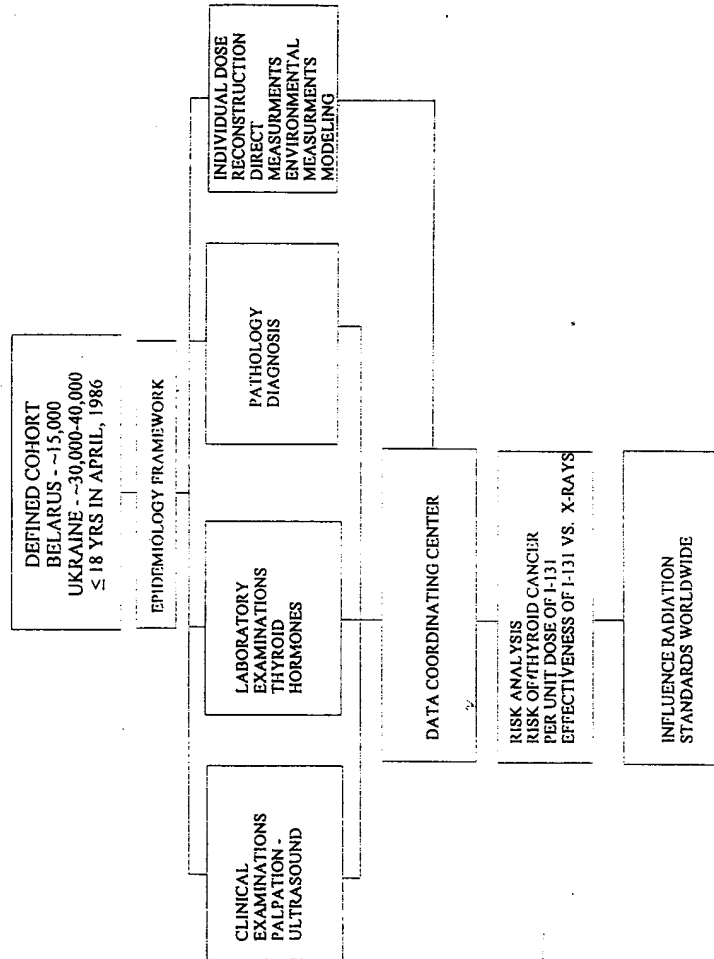 DEFINED COHORT
BELARUS - ~15,000
UKRAINE - ~30,000-40,000
≤ 18 YRS IN APRIL, 1986
EPIDEMIOLOGY FRAMEWORK
CLINICAL
EXAMINATIONS
PALPATION -
ULTRASOUND
LABORATORY
EXAMINATIONS
THYROID
HORMONES
PATHOLOGY
DIAGNOSIS
INDIVIDUAL DOSE
RECONSTRUCTION
DIRECT
MEASURMENTS
ENVIRONMENTAL
MEASURMENTS
MODELING
DATA COORDINATING CENTER
RISK ANALYSIS
RISK OF THYROID CANCER
PER UNIT DOSE OF I-131
EFFECTIVENESS OF I-131 VS. X-RAYS
INFLUENCE RADIATION
STANDARDS WORLDWIDE